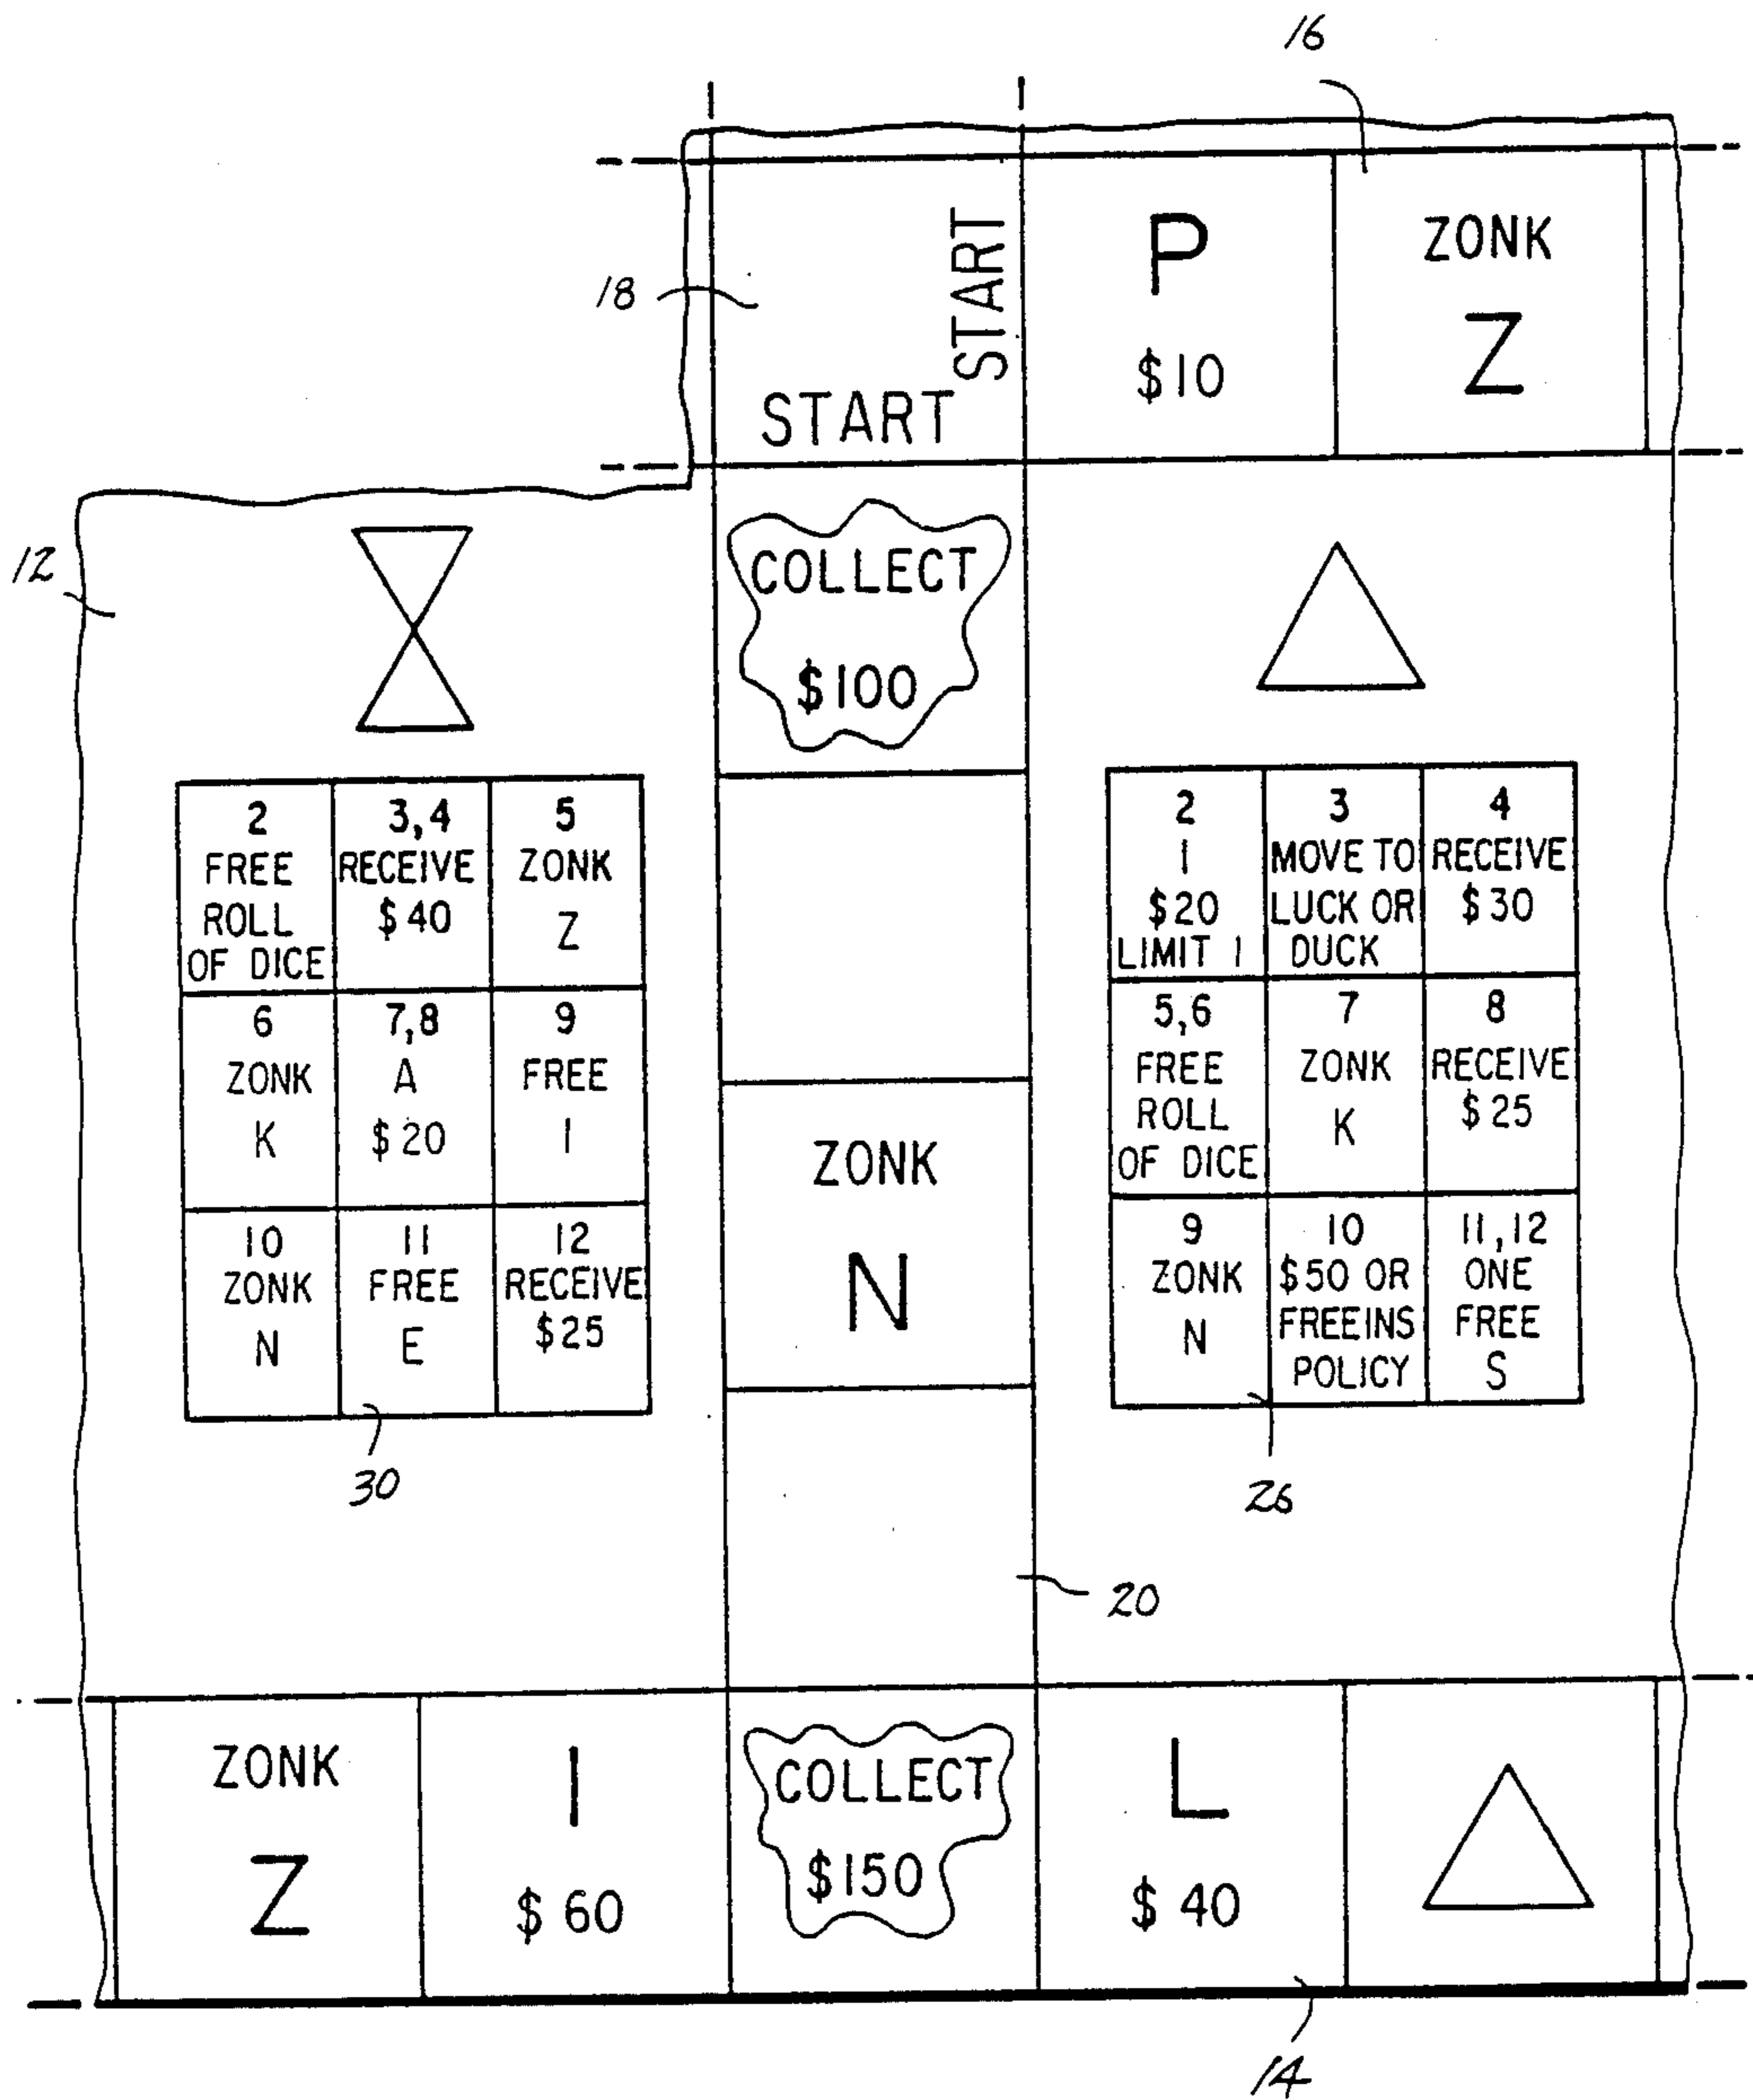 16
P
$10
ZONK
Z
18
START
START
12
COLLECT
$100
2
FREE
ROLL
OF DICE
3,4
RECEIVE
$40
5
ZONK
Z
6
ZONK
K
7,8
A
$20
9
FREE
I
10
ZONK
N
11
FREE
E
12
RECEIVE
$25
30
ZONK
N
2
I
$20
LIMIT 1
3
MOVE TO
LUCK OR
DUCK
4
RECEIVE
$30
5,6
FREE
ROLL
OF DICE
7
ZONK
K
8
RECEIVE
$25
9
ZONK
N
10
$50 OR
FREE INS
POLICY
11,12
ONE
FREE
S
26
20
ZONK
Z
I
$60
COLLECT
$150
L
$40
14